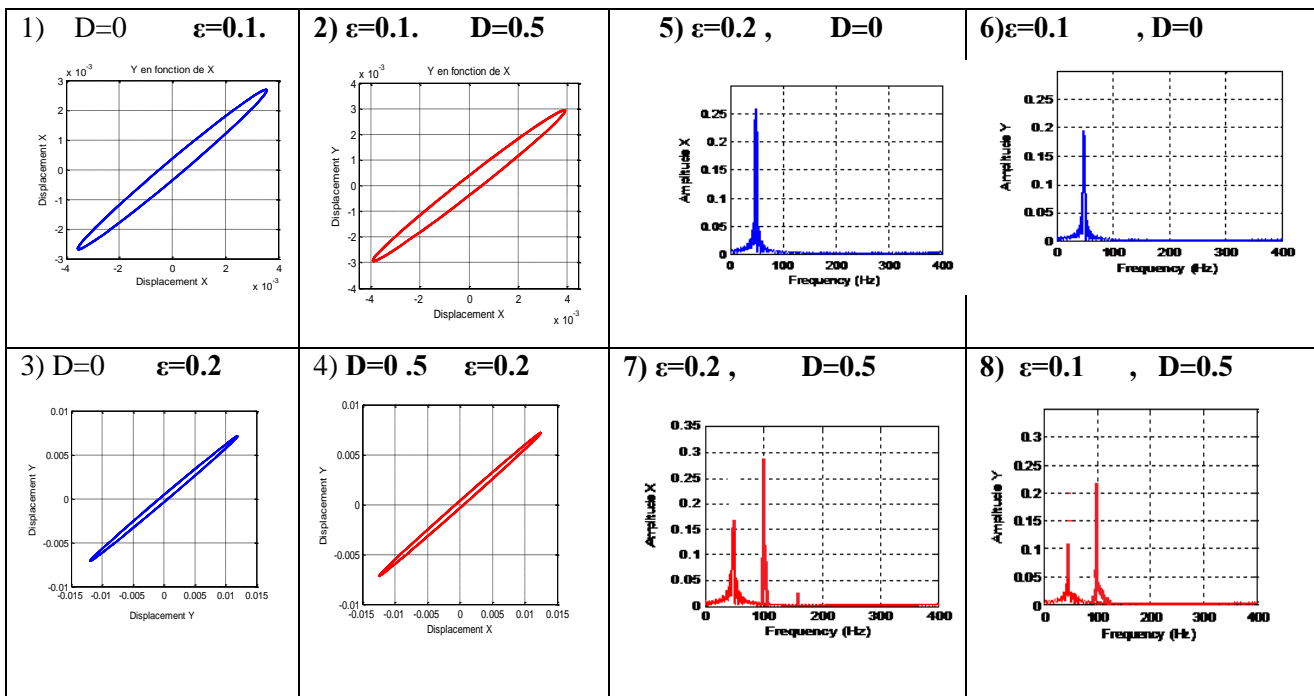 1) D=0 ε=0.1.
x 10⁻³ Y en fonction de X
3
2
1
0
-1
-2
-3
Displacement X
-4 -2 0 2 4
Displacement X
x 10⁻³
2) ε=0.1. D=0.5
x 10⁻³ Y en fonction de X
4
3
2
1
0
-1
-2
-3
-4
Displacement Y
-4 -2 0 2 4
Displacement X
x 10⁻³
5) ε=0.2 , D=0
0.25
0.2
0.15
0.1
0.05
0
Amplitude X
0 100 200 300 400
Frequency (Hz)
6)ε=0.1 , D=0
0.25
0.2
0.15
0.1
0.05
0
Amplitude Y
0 100 200 300 400
Frequency (Hz)
3) D=0 ε=0.2
0.01
0.005
0
-0.005
-0.01
Displacement Y
-0.015 -0.01 -0.005 0 0.005 0.01 0.015
Displacement Y
4) D=0 .5 ε=0.2
0.01
0.005
0
-0.005
-0.01
Displacement Y
-0.015 -0.01 -0.005 0 0.005 0.01 0.015
Displacement X
7) ε=0.2 , D=0.5
0.35
0.3
0.25
0.2
0.15
0.1
0.05
0
Amplitude X
0 100 200 300 400
Frequency (Hz)
8) ε=0.1 , D=0.5
0.3
0.25
0.2
0.15
0.1
0.05
0
Amplitude Y
0 100 200 300 400
Frequency (Hz)